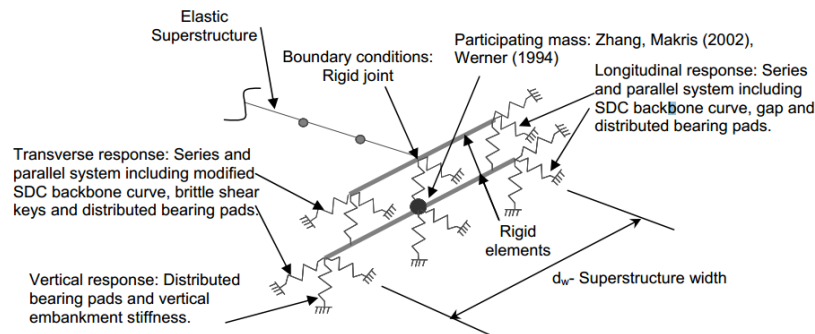 Elastic
Superstructure
Boundary conditions:
Rigid joint
Participating mass: Zhang, Makris (2002),
Werner (1994)
Longitudinal response: Series
and parallel system including
SDC backbone curve, gap and
distributed bearing pads.
Transverse response: Series and
parallel system including modified
SDC backbone curve, brittle shear
keys and distributed bearing pads.
Rigid
elements
Vertical response: Distributed
bearing pads and vertical
embankment stiffness.
dw- Superstructure width